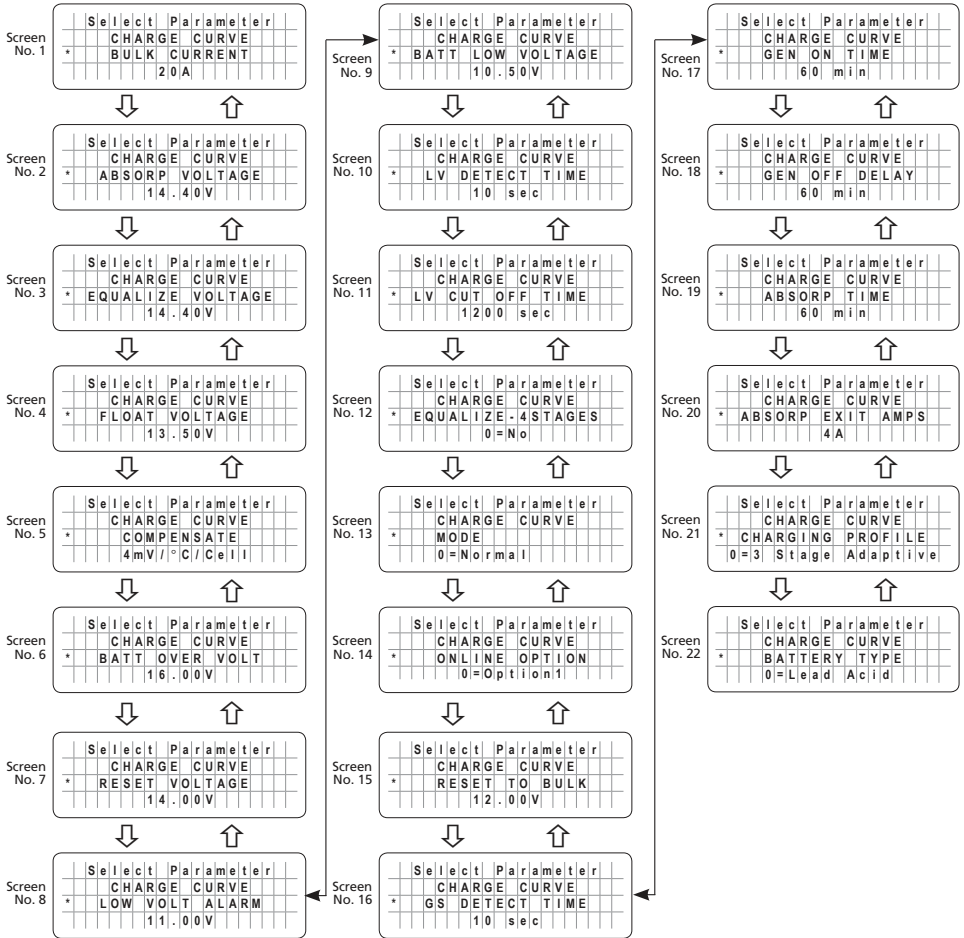 Screen No. 1
Select Parameter
CHARGE CURVE
* BULK CURRENT
20A
Screen No. 2
Select Parameter
CHARGE CURVE
* ABSORP VOLTAGE
14.40V
Screen No. 3
Select Parameter
CHARGE CURVE
* EQUALIZE VOLTAGE
14.40V
Screen No. 4
Select Parameter
CHARGE CURVE
* FLOAT VOLTAGE
13.50V
Screen No. 5
Select Parameter
CHARGE CURVE
* COMPENSATE
4mV/°C/Cell
Screen No. 6
Select Parameter
CHARGE CURVE
* BATT OVER VOLT
16.00V
Screen No. 7
Select Parameter
CHARGE CURVE
* RESET VOLTAGE
14.00V
Screen No. 8
Select Parameter
CHARGE CURVE
* LOW VOLT ALARM
11.00V
Screen No. 9
Select Parameter
CHARGE CURVE
* BATT LOW VOLTAGE
10.50V
Screen No. 10
Select Parameter
CHARGE CURVE
* LV DETECT TIME
10 sec
Screen No. 11
Select Parameter
CHARGE CURVE
* LV CUT OFF TIME
1200 sec
Screen No. 12
Select Parameter
CHARGE CURVE
* EQUALIZE-4STAGES
0=No
Screen No. 13
Select Parameter
CHARGE CURVE
* MODE
0=Normal
Screen No. 14
Select Parameter
CHARGE CURVE
* ONLINE OPTION
0=Option1
Screen No. 15
Select Parameter
CHARGE CURVE
* RESET TO BULK
12.00V
Screen No. 16
Select Parameter
CHARGE CURVE
* GS DETECT TIME
10 sec
Screen No. 17
Select Parameter
CHARGE CURVE
* GEN ON TIME
60 min
Screen No. 18
Select Parameter
CHARGE CURVE
* GEN OFF DELAY
60 min
Screen No. 19
Select Parameter
CHARGE CURVE
* ABSORP TIME
60 min
Screen No. 20
Select Parameter
CHARGE CURVE
* ABSORP EXIT AMPS
4A
Screen No. 21
Select Parameter
CHARGE CURVE
* CHARGING PROFILE
0=3 Stage Adaptive
Screen No. 22
Select Parameter
CHARGE CURVE
* BATTERY TYPE
0=Lead Acid